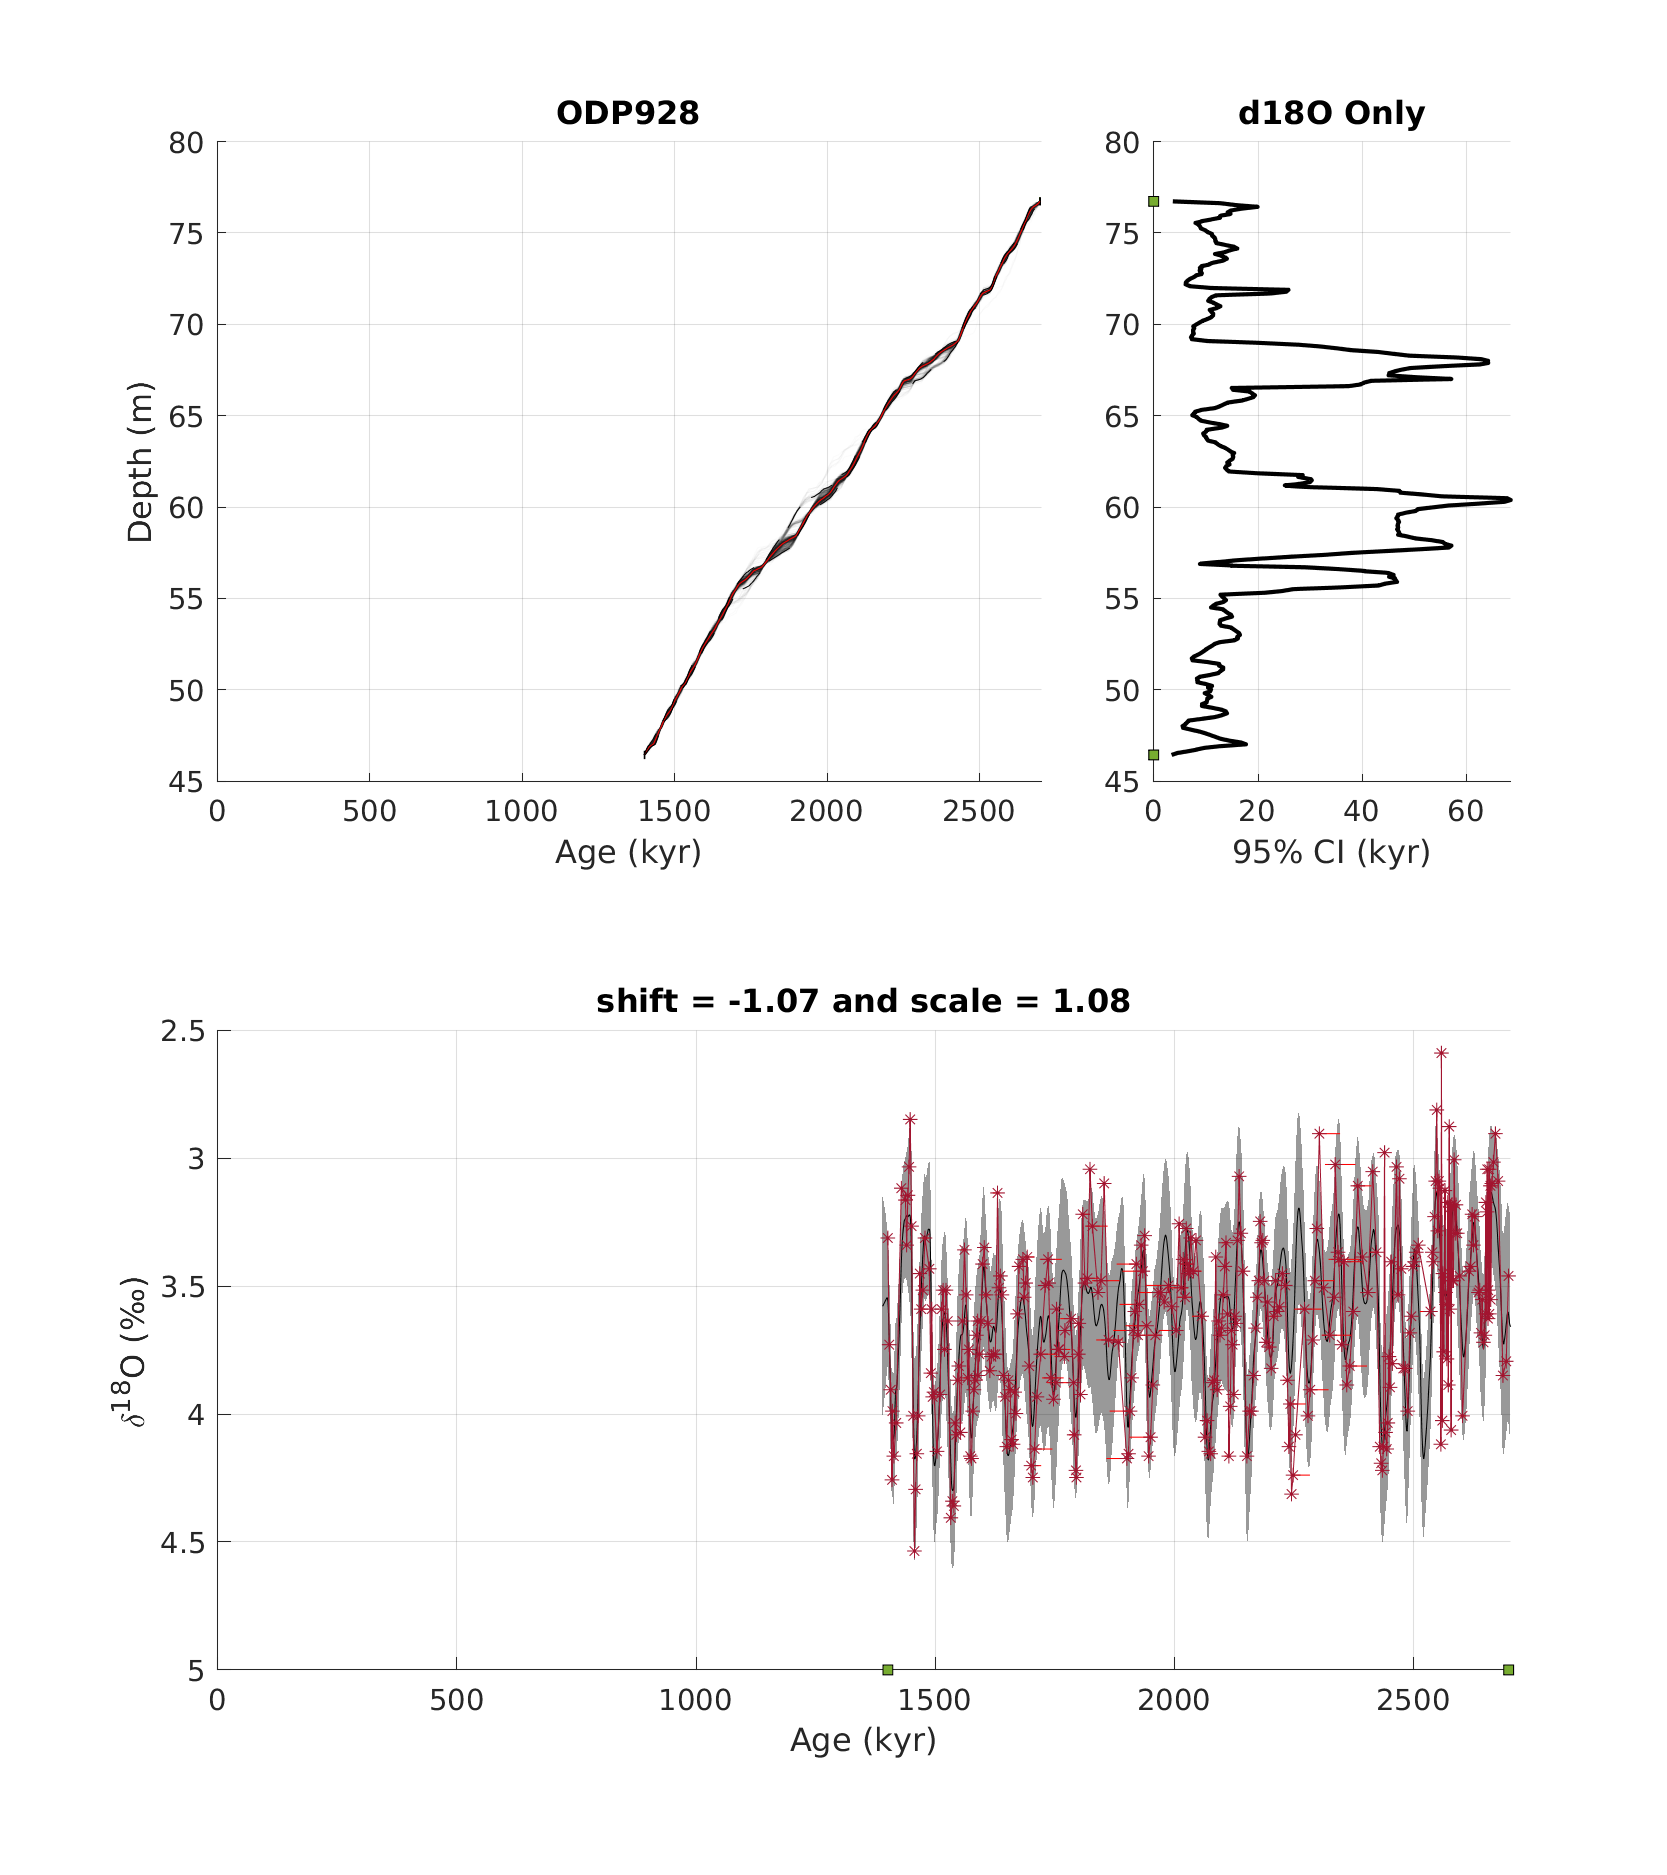 ODP928
d18O Only
80
75
70
65
60
55
50
45
Depth (m)
0 500 1000 1500 2000 2500
Age (kyr)
80
75
70
65
60
55
50
45
0 20 40 60
95% CI (kyr)
shift = -1.07 and scale = 1.08
2.5
3
3.5
4
4.5
5
δ¹⁸O (‰)
0 500 1000 1500 2000 2500
Age (kyr)